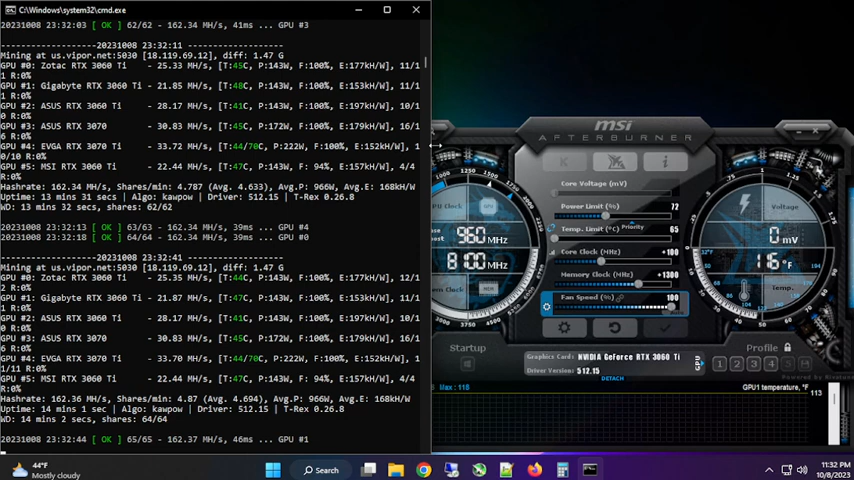 C:\Windows\system32\cmd.exe
20231008 23:32:03 [ OK ] 62/62 - 162.34 MH/s, 41ms ... GPU #3
--------------------20231008 23:32:11 --------------------
Mining at us.vipor.net:5030 [18.119.69.12], diff: 1.47 G
GPU #0: Zotac RTX 3060 Ti - 25.33 MH/s, [T:45C, P:143W, F:100%, E:177kH/W], 11/1
1 R:0%
GPU #1: Gigabyte RTX 3060 Ti - 21.85 MH/s, [T:48C, P:143W, F:100%, E:153kH/W], 11/1
1 R:0%
GPU #2: ASUS RTX 3060 Ti - 28.17 MH/s, [T:41C, P:143W, F:100%, E:197kH/W], 10/1
0 R:0%
GPU #3: ASUS RTX 3070 - 30.83 MH/s, [T:45C, P:172W, F:100%, E:179kH/W], 16/1
6 R:0%
GPU #4: EVGA RTX 3070 Ti - 33.72 MH/s, [T:44/70C, P:222W, F:100%, E:152kH/W], 1
0/10 R:0%
GPU #5: MSI RTX 3060 Ti - 22.44 MH/s, [T:47C, P:143W, F: 94%, E:157kH/W], 4/4
R:0%
Hashrate: 162.34 MH/s, Shares/min: 4.787 (Avg. 4.633), Avg.P: 966W, Avg.E: 168kH/W
Uptime: 13 mins 31 secs | Algo: kawpow | Driver: 512.15 | T-Rex 0.26.8
WD: 13 mins 32 secs, shares: 62/62
20231008 23:32:13 [ OK ] 63/63 - 162.34 MH/s, 39ms ... GPU #4
20231008 23:32:18 [ OK ] 64/64 - 162.34 MH/s, 39ms ... GPU #0
--------------------20231008 23:32:41 --------------------
Mining at us.vipor.net:5030 [18.119.69.12], diff: 1.47 G
GPU #0: Zotac RTX 3060 Ti - 25.35 MH/s, [T:45C, P:143W, F:100%, E:177kH/W], 12/1
2 R:0%
GPU #1: Gigabyte RTX 3060 Ti - 21.87 MH/s, [T:47C, P:143W, F:100%, E:153kH/W], 11/1
1 R:0%
GPU #2: ASUS RTX 3060 Ti - 28.17 MH/s, [T:41C, P:143W, F:100%, E:197kH/W], 10/1
0 R:0%
GPU #3: ASUS RTX 3070 - 30.83 MH/s, [T:45C, P:172W, F:100%, E:179kH/W], 16/1
6 R:0%
GPU #4: EVGA RTX 3070 Ti - 33.70 MH/s, [T:44/70C, P:222W, F:100%, E:152kH/W], 1
1/11 R:0%
GPU #5: MSI RTX 3060 Ti - 22.44 MH/s, [T:47C, P:143W, F: 94%, E:157kH/W], 4/4
R:0%
Hashrate: 162.36 MH/s, Shares/min: 4.87 (Avg. 4.694), Avg.P: 966W, Avg.E: 168kH/W
Uptime: 14 mins 1 sec | Algo: kawpow | Driver: 512.15 | T-Rex 0.26.8
WD: 14 mins 2 secs, shares: 64/64
20231008 23:32:44 [ OK ] 65/65 - 162.37 MH/s, 46ms ... GPU #1
msi
AFTERBURNER
Core Voltage (mV)
Power Limit (%) 72
Priority
Temp. Limit (°C) 65
Core Clock (MHz) +100
Memory Clock (MHz) +1300
Fan Speed (%) 100
960 MHz
8100 MHz
Voltage
0 mV
116 °F
Temp.
Startup
Profile
1 2 3 4 5
Graphics Card: NVIDIA GeForce RTX 3060 Ti
Driver Version: 512.15
GPU
DETACH
Max : 118
GPU1 temperature, °F
113
44°F
Mostly cloudy
Search
11:32 PM
10/8/2023